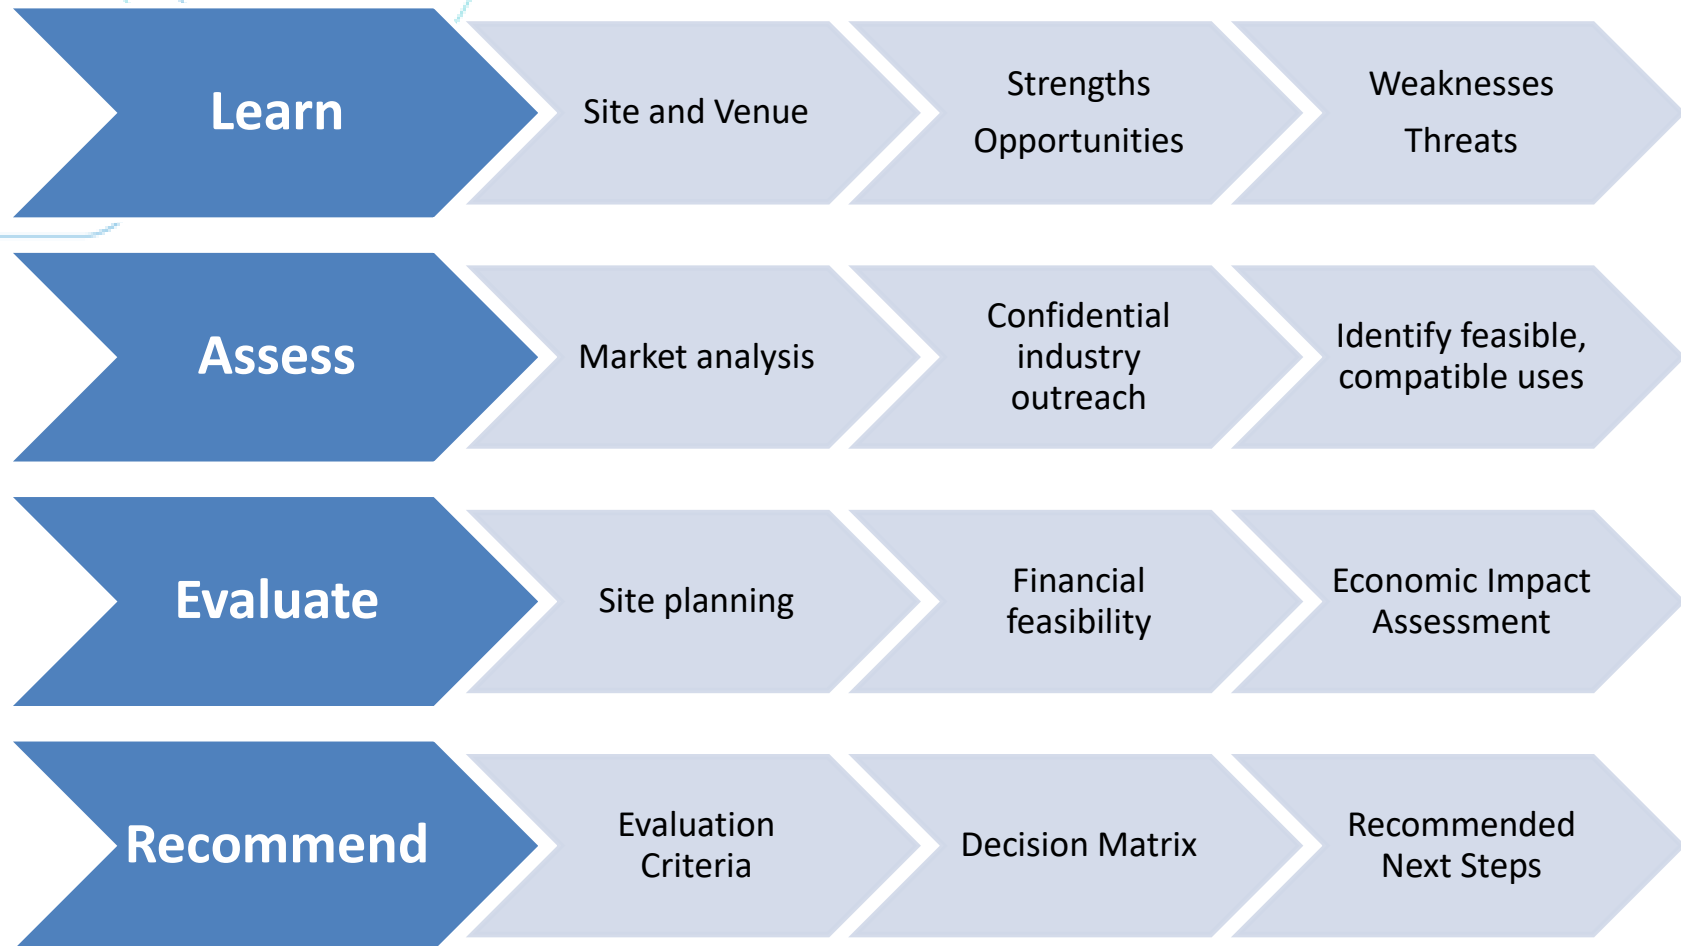 Learn
Site and Venue
Strengths
Opportunities
Weaknesses
Threats
Assess
Market analysis
Confidential
industry
outreach
Identify feasible,
compatible uses
Evaluate
Site planning
Financial
feasibility
Economic Impact
Assessment
Recommend
Evaluation
Criteria
Decision Matrix
Recommended
Next Steps